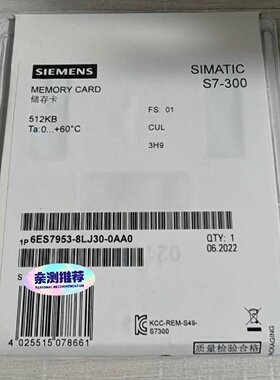 SIEMENS
SIMATIC
S7-300
MEMORY CARD
储存卡
512KB
Ta:0...+60°C
FS: 01
CUL
3H9
1P 6ES7953-8LJ30-0AA0
QTY: 1
06.2022
S
亲测推荐
PERSONAL RECOMMEND
KCC-REM-S49-
S7300
4 025515 078661
质量检验合格